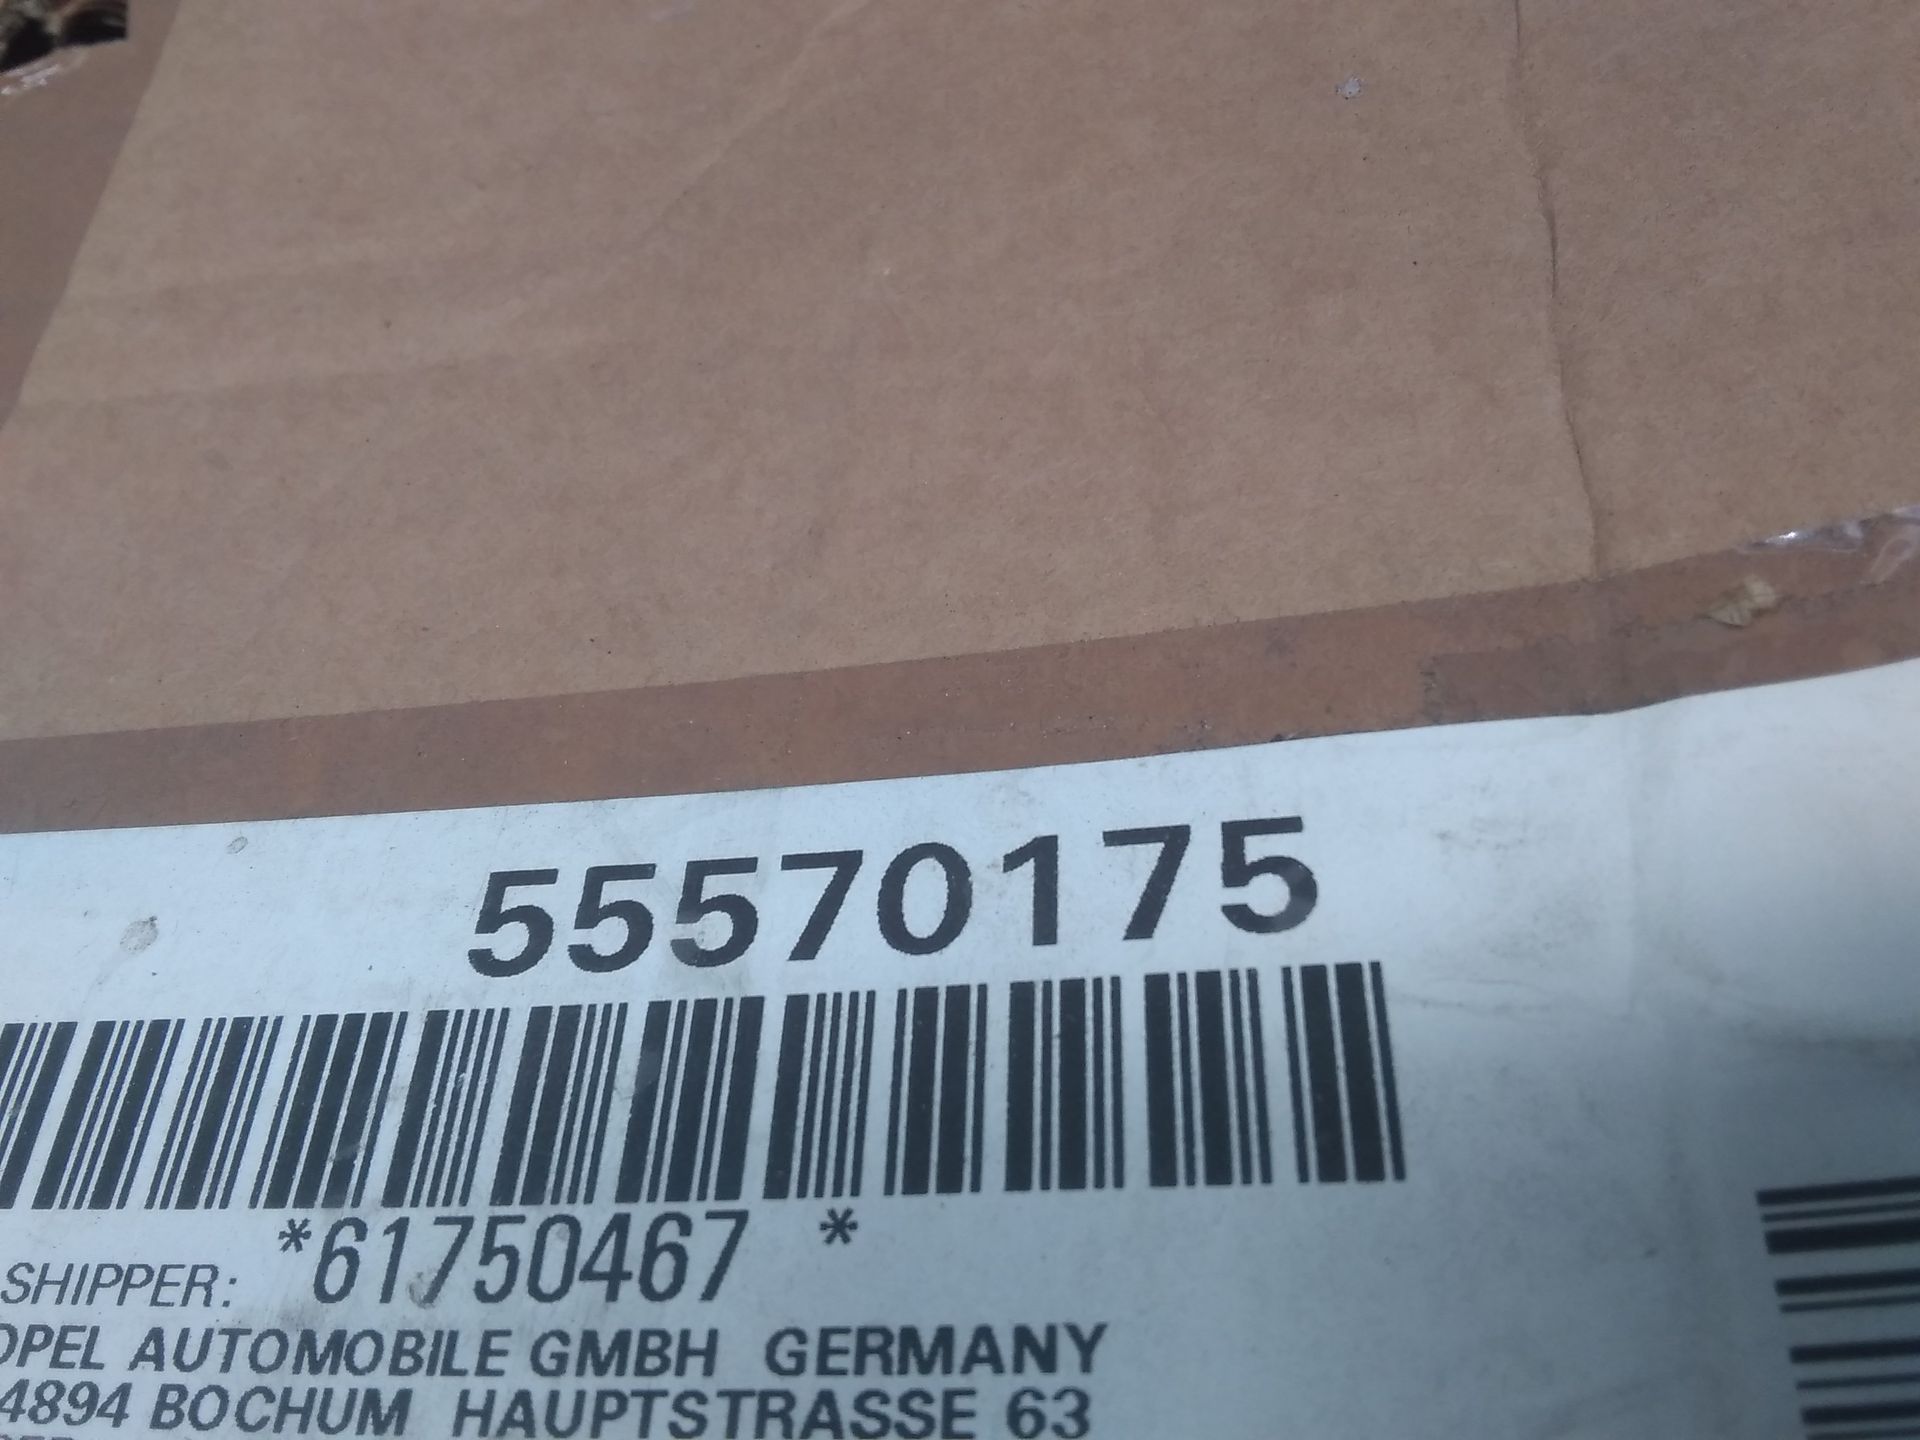 55570175
*61750467 *
SHIPPER:
OPEL AUTOMOBILE GMBH GERMANY
4894 BOCHUM HAUPTSTRASSE 63